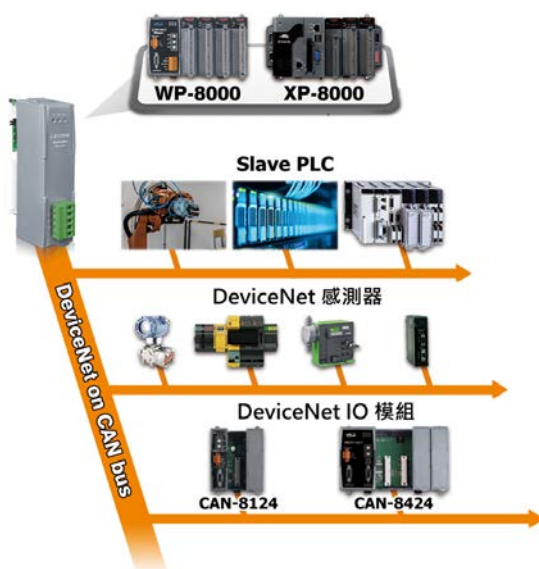 WP-8000
XP-8000
Slave PLC
DeviceNet 感測器
DeviceNet on CAN bus
DeviceNet IO 模組
CAN-8124
CAN-8424